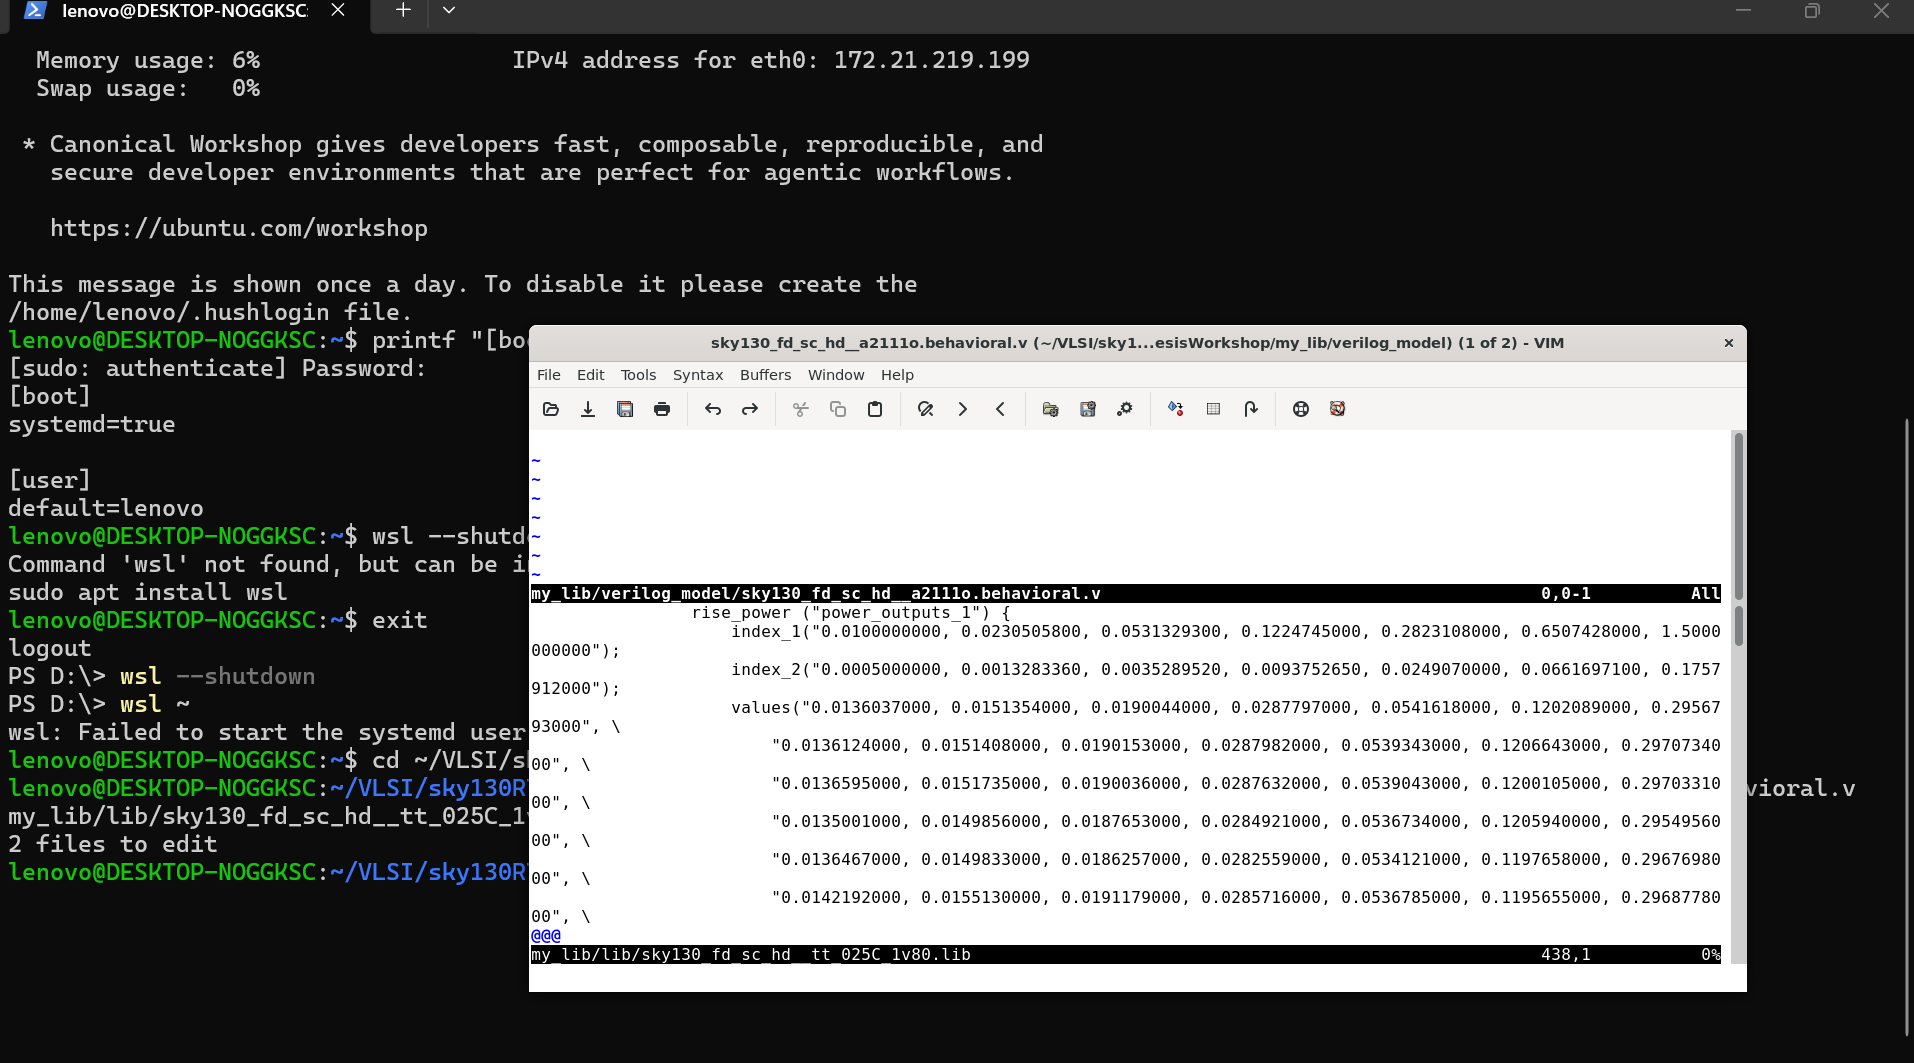 lenovo@DESKTOP-NOGGKSC:
Memory usage: 6% IPv4 address for eth0: 172.21.219.199
Swap usage: 0%
* Canonical Workshop gives developers fast, composable, reproducible, and
secure developer environments that are perfect for agentic workflows.
https://ubuntu.com/workshop
This message is shown once a day. To disable it please create the
/home/lenovo/.hushlogin file.
lenovo@DESKTOP-NOGGKSC:~$ printf "[boo
[sudo: authenticate] Password:
[boot]
systemd=true
[user]
default=lenovo
lenovo@DESKTOP-NOGGKSC:~$ wsl --shutd
Command 'wsl' not found, but can be i
sudo apt install wsl
lenovo@DESKTOP-NOGGKSC:~$ exit
logout
PS D:\> wsl --shutdown
PS D:\> wsl ~
wsl: Failed to start the systemd user
lenovo@DESKTOP-NOGGKSC:~$ cd ~/VLSI/s
lenovo@DESKTOP-NOGGKSC:~/VLSI/sky130R vioral.v
my_lib/lib/sky130_fd_sc_hd__tt_025C_1
2 files to edit
lenovo@DESKTOP-NOGGKSC:~/VLSI/sky130R
sky130_fd_sc_hd__a2111o.behavioral.v (~/VLSI/sky1...esisWorkshop/my_lib/verilog_model) (1 of 2) - VIM
File Edit Tools Syntax Buffers Window Help
~
~
~
~
~
~
~
my_lib/verilog_model/sky130_fd_sc_hd__a2111o.behavioral.v 0,0-1 All
rise_power ("power_outputs_1") {
index_1("0.0100000000, 0.0230505800, 0.0531329300, 0.1224745000, 0.2823108000, 0.6507428000, 1.5000
000000");
index_2("0.0005000000, 0.0013283360, 0.0035289520, 0.0093752650, 0.0249070000, 0.0661697100, 0.1757
912000");
values("0.0136037000, 0.0151354000, 0.0190044000, 0.0287797000, 0.0541618000, 0.1202089000, 0.29567
93000", \
"0.0136124000, 0.0151408000, 0.0190153000, 0.0287982000, 0.0539343000, 0.1206643000, 0.29707340
00", \
"0.0136595000, 0.0151735000, 0.0190036000, 0.0287632000, 0.0539043000, 0.1200105000, 0.29703310
00", \
"0.0135001000, 0.0149856000, 0.0187653000, 0.0284921000, 0.0536734000, 0.1205940000, 0.29549560
00", \
"0.0136467000, 0.0149833000, 0.0186257000, 0.0282559000, 0.0534121000, 0.1197658000, 0.29676980
00", \
"0.0142192000, 0.0155130000, 0.0191179000, 0.0285716000, 0.0536785000, 0.1195655000, 0.29687780
00", \
@@@
my_lib/lib/sky130_fd_sc_hd__tt_025C_1v80.lib 438,1 0%